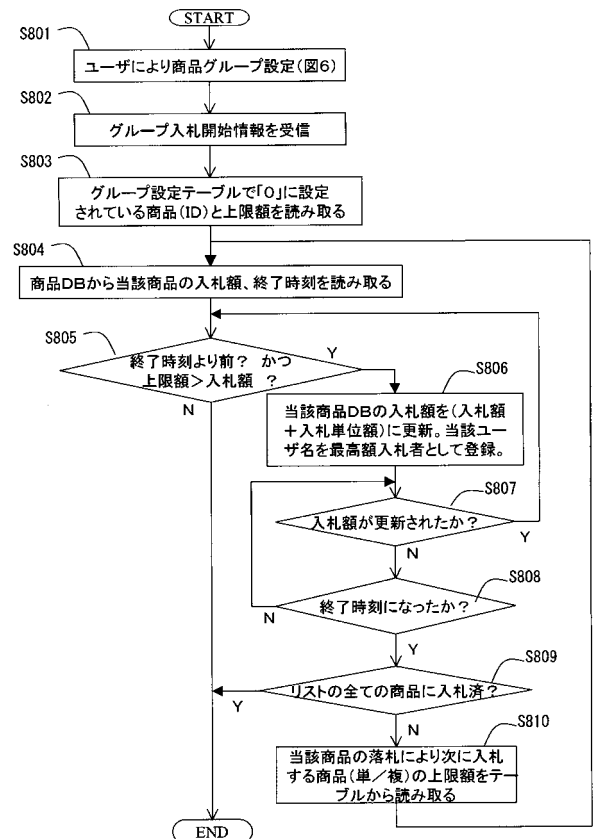 START
S801
ユーザにより商品グループ設定(図6)
S802
グループ入札開始情報を受信
S803
グループ設定テーブルで「0」に設定
されている商品(ID)と上限額を読み取る
S804
商品DBから当該商品の入札額、終了時刻を読み取る
S805
終了時刻より前? かつ
上限額>入札額 ?
Y
N
S806
当該商品DBの入札額を(入札額
+入札単位額)に更新。当該ユー
ザ名を最高額入札者として登録。
S807
入札額が更新されたか?
Y
N
S808
終了時刻になったか?
N
Y
S809
リストの全ての商品に入札済?
Y
N
S810
当該商品の落札により次に入札
する商品(単/複)の上限額をテー
ブルから読み取る
END